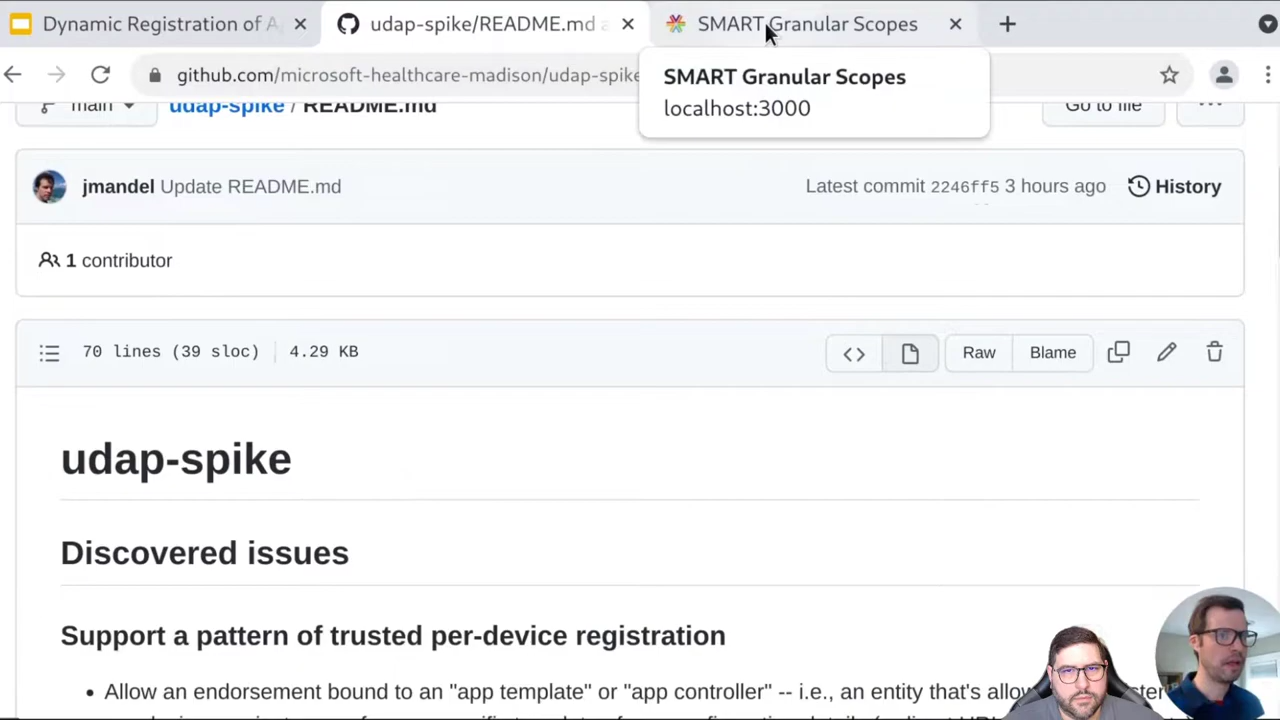 Dynamic Registration of A
udap-spike/README.md a
SMART Granular Scopes
github.com/microsoft-healthcare-madison/udap-spike
SMART Granular Scopes
localhost:3000
main
udap-spike / README.md
Go to file
jmandel Update README.md
Latest commit 2246ff5 3 hours ago
History
1 contributor
70 lines (39 sloc)
4.29 KB
Raw
Blame
udap-spike
Discovered issues
Support a pattern of trusted per-device registration
• Allow an endorsement bound to an "app template" or "app controller" -- i.e., an entity that's